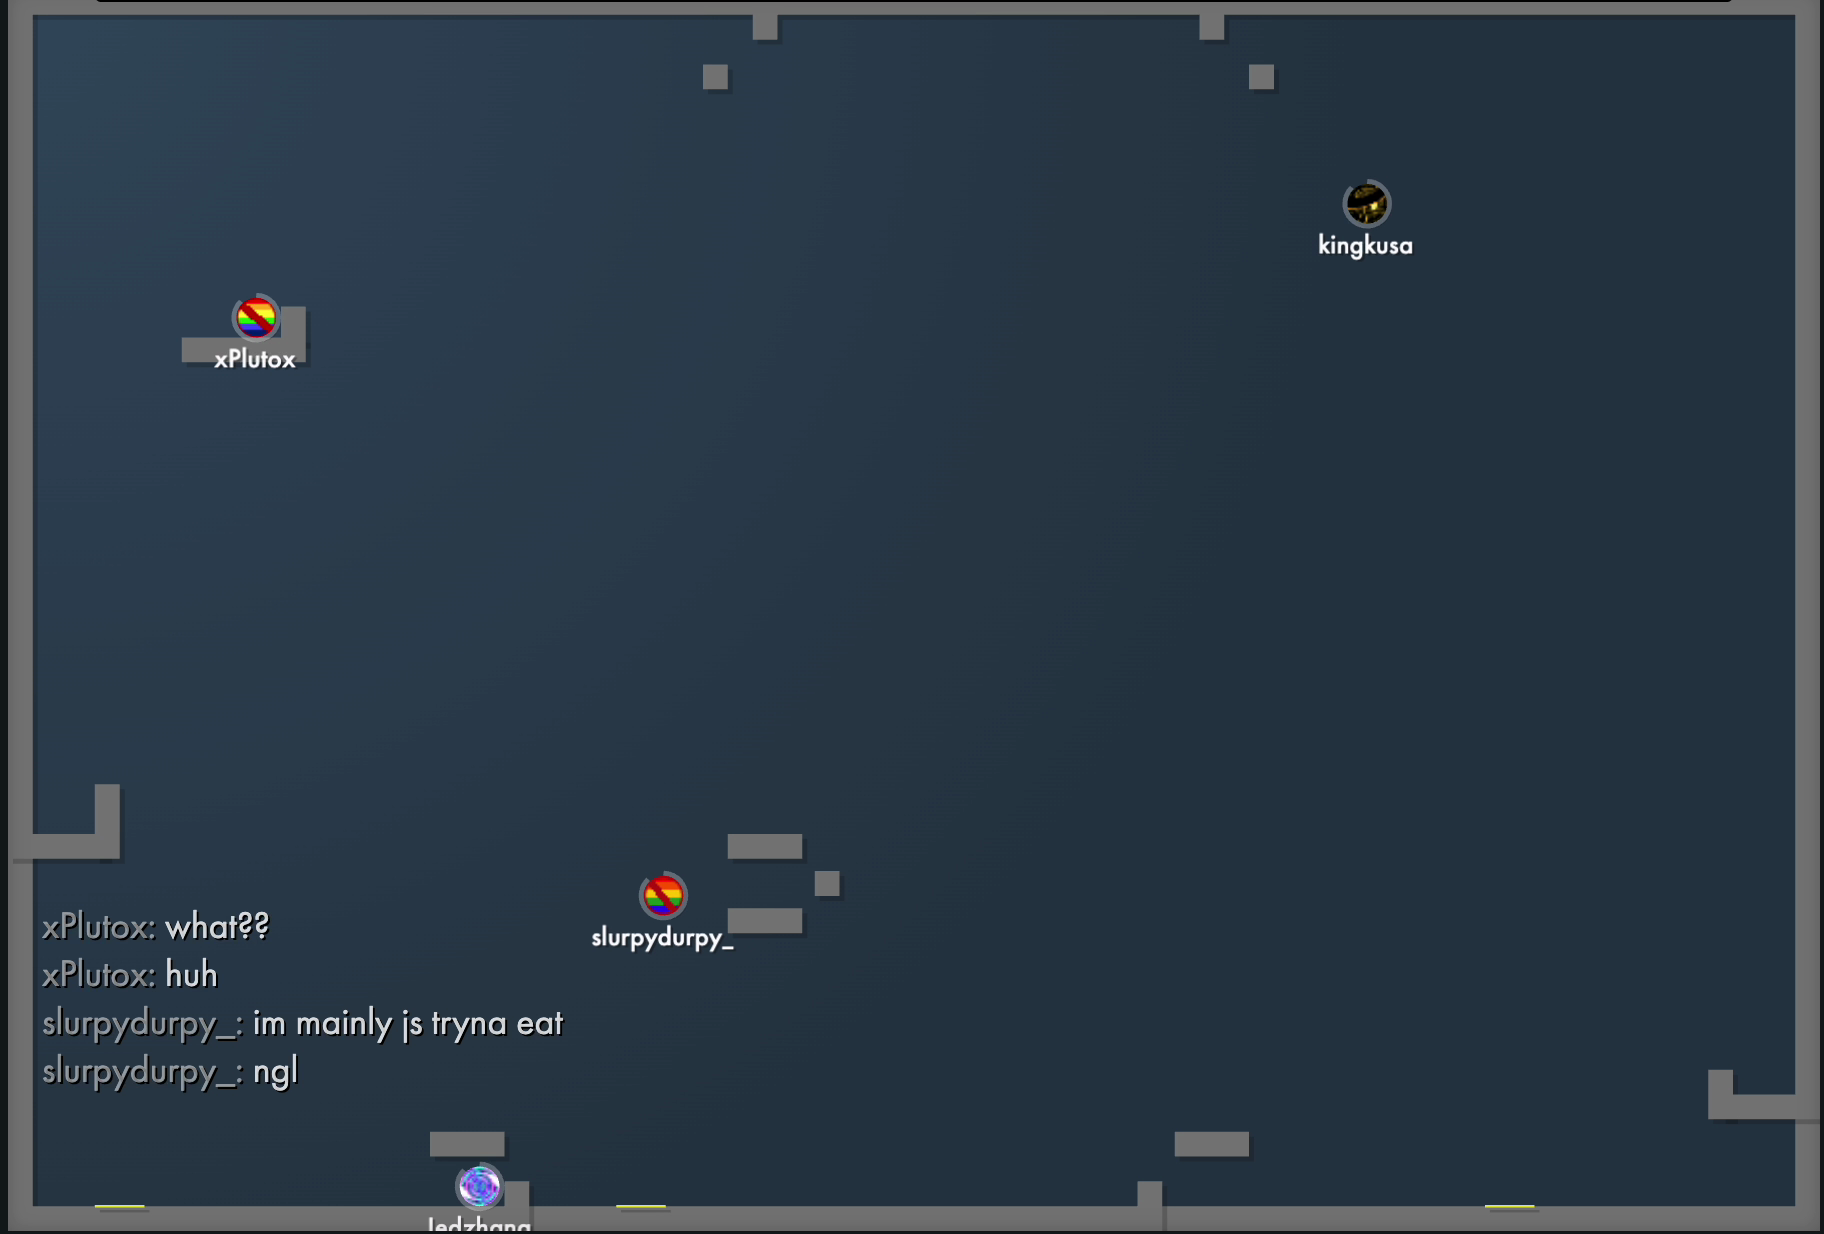 kingkusa
xPlutox
slurpydurpy_
xPlutox: what??
xPlutox: huh
slurpydurpy_: im mainly js tryna eat
slurpydurpy_: ngl